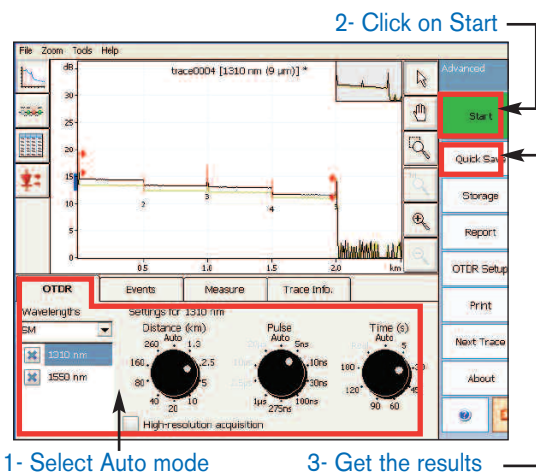 2- Click on Start
File Zoom Tools Help
dB
trace0004 [1310 nm (9 µm)] *
Advanced
30
25
20
15
10
5
0
2
3
4
0.5
1.0
1.5
2.0
km
Start
Quick Save
Storage
Report
OTDR Setup
Print
Next Trace
About
OTDR
Events
Measure
Trace Info.
Wavelengths
SM
1310 nm
1550 nm
Settings for 1310 nm
Distance (km)
Auto
260
1.3
160
2.5
80
5
40
10
20
Pulse
Auto
5ns
10ns
30ns
100ns
275ns
1µs
Time (s)
Auto
5
180
30
120
45
90
60
High-resolution acquisition
1- Select Auto mode
3- Get the results